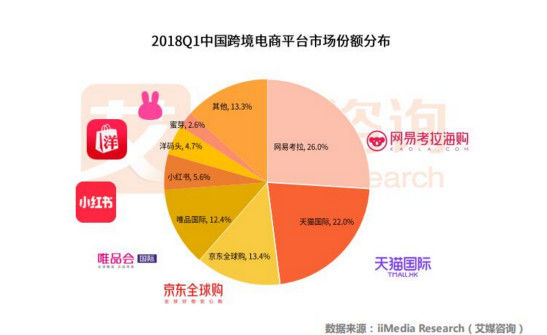 2018Q1中国跨境电商平台市场份额分布
其他, 13.3%
蜜芽, 2.6%
洋码头, 4.7%
小红书, 5.6%
唯品国际, 12.4%
京东全球购, 13.4%
天猫国际, 22.0%
网易考拉, 26.0%
洋
小红书
唯品会 国际
京东全球购
天猫国际
TMALL.HK
网易考拉海购
KAOLA.COM
艾 咨询
search
数据来源：iiMedia Research（艾媒咨询）